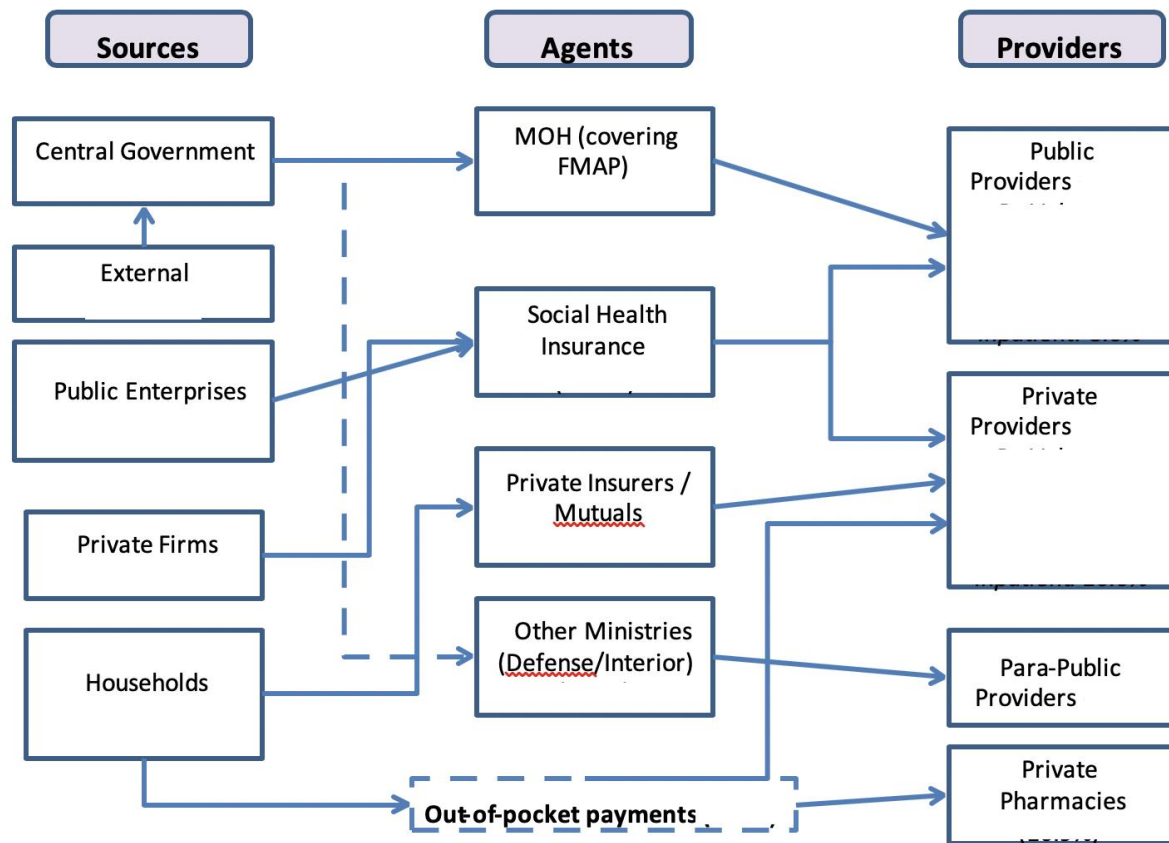 Sources
Agents
Providers
Central Government
External
Public Enterprises
Private Firms
Households
MOH (covering
FMAP)
Social Health
Insurance
Private Insurers /
Mutuals
Other Ministries
(Defense/Interior)
Out-of-pocket payments
Public
Providers
Private
Providers
Para-Public
Providers
Private
Pharmacies